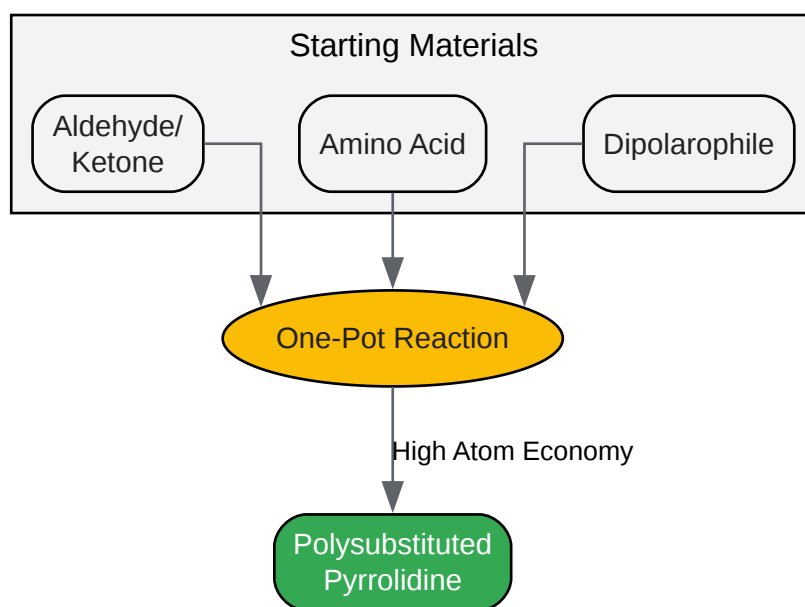 Starting Materials
Aldehyde/
Ketone
Amino Acid
Dipolarophile
One-Pot Reaction
High Atom Economy
Polysubstituted
Pyrrolidine